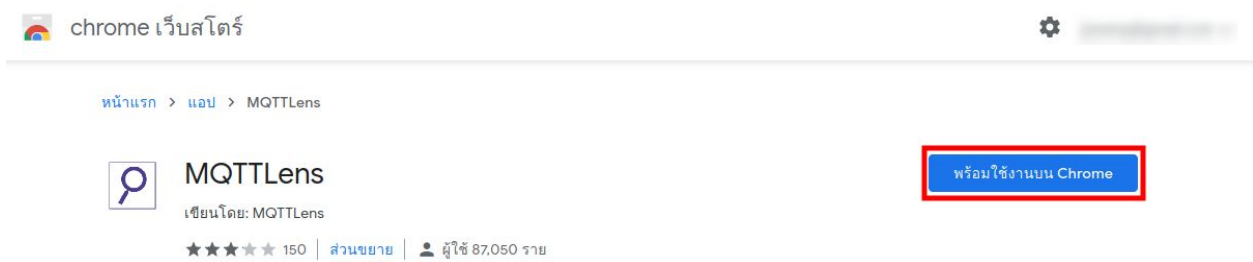 chrome เว็บสโตร์
หน้าแรก > แอป > MQTTLens
MQTTLens
พร้อมใช้งานบน Chrome
เขียนโดย: MQTTLens
150 | ส่วนขยาย | ผู้ใช้ 87,050 ราย